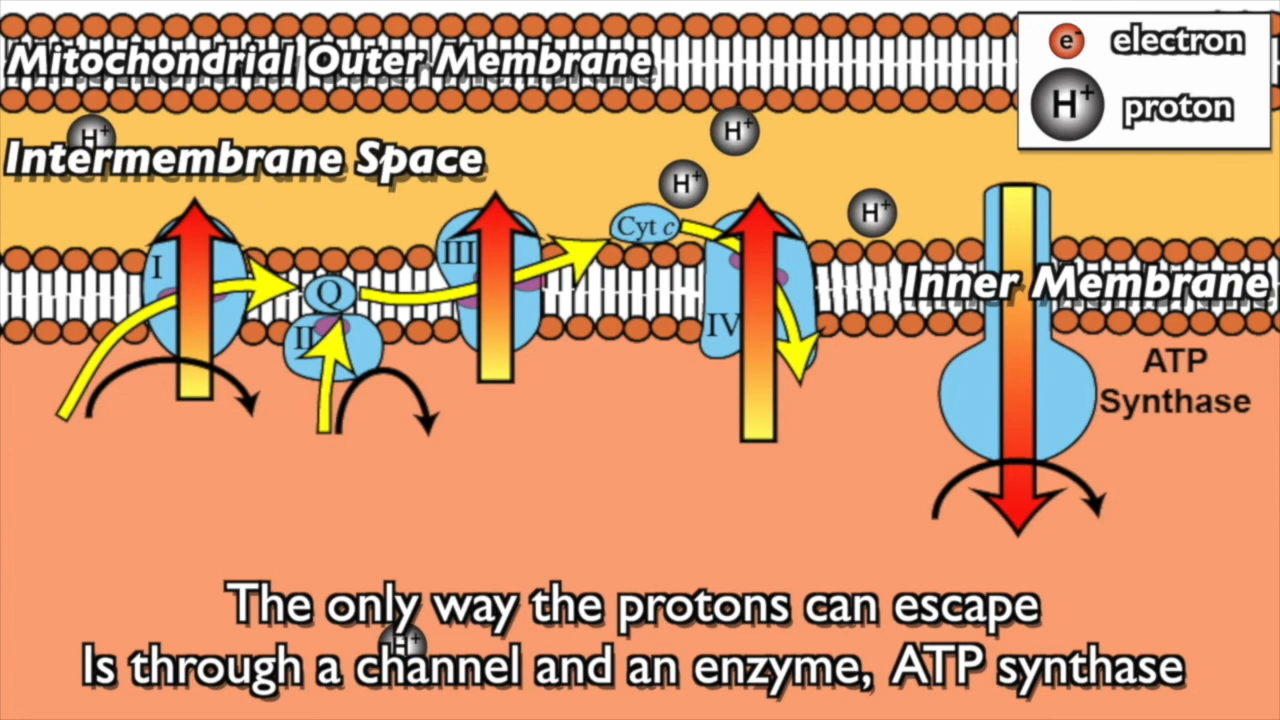 Mitochondrial Outer Membrane
e- electron
H+ proton
H+
H+
Intermembrane Space
H+
H+
Cyt c
I
III
Q
Inner Membrane
II
IV
ATP
Synthase
The only way the protons can escape
H+
Is through a channel and an enzyme, ATP synthase